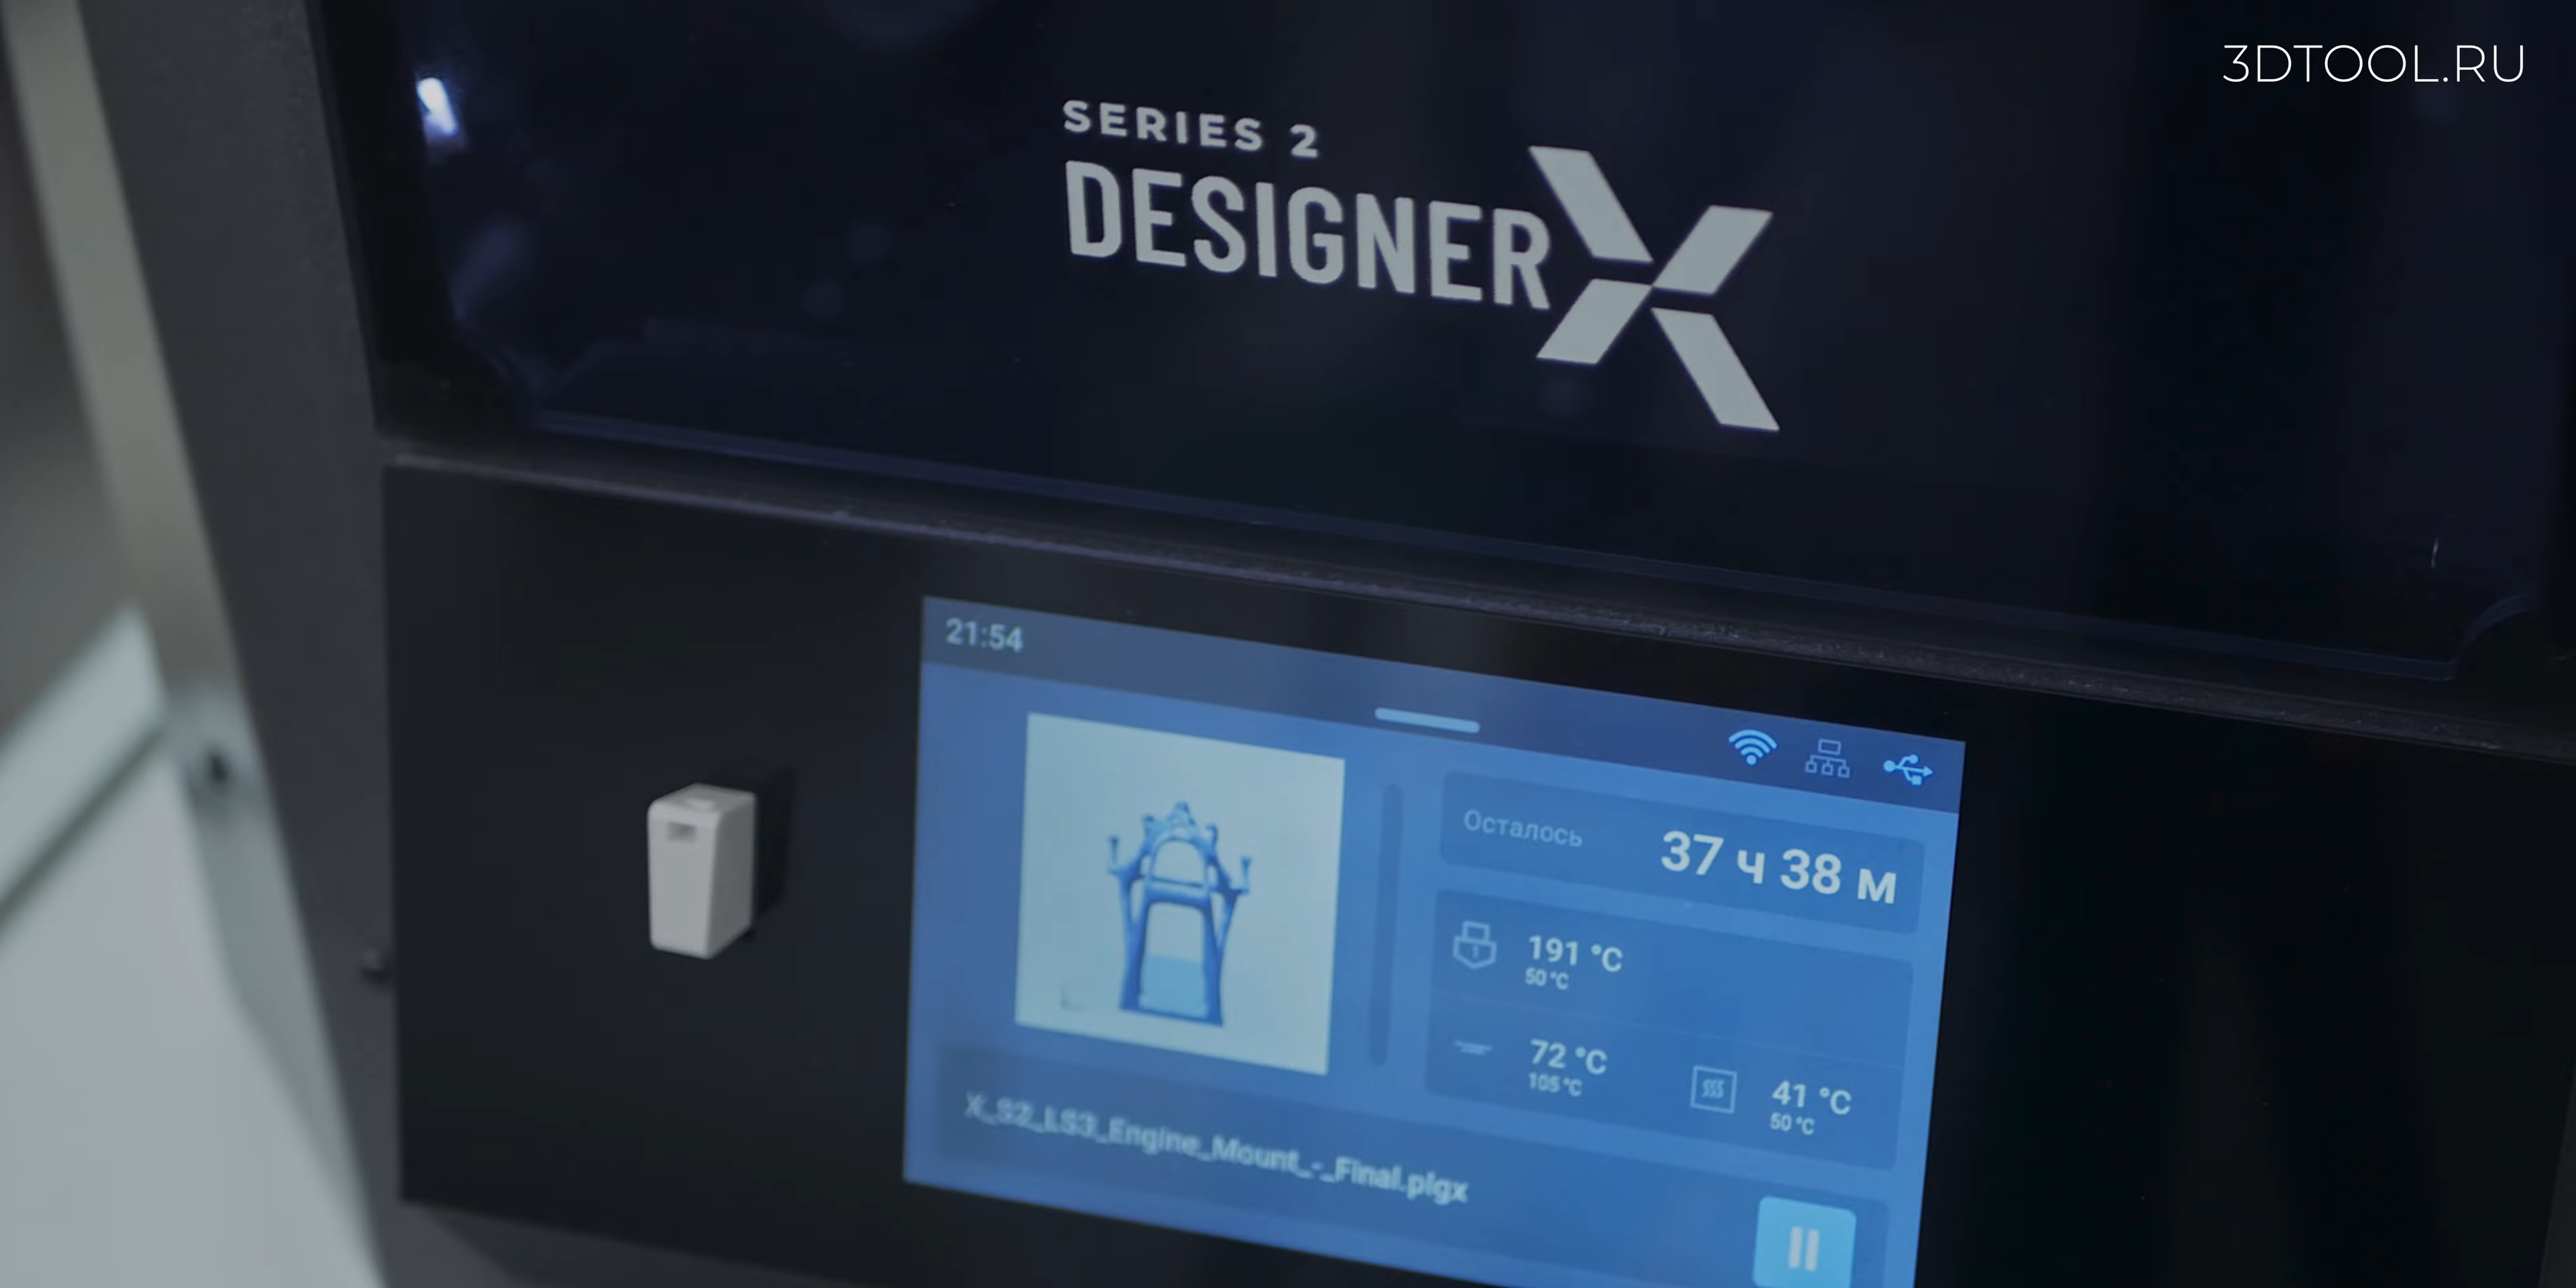 3DTOOL.RU
SERIES 2
DESIGNER X
21:54
Осталось 37 ч 38 м
1 191 °C
50 °C
72 °C 41 °C
105 °C 50 °C
X_S2_LS3_Engine_Mount_-_Final.plgx